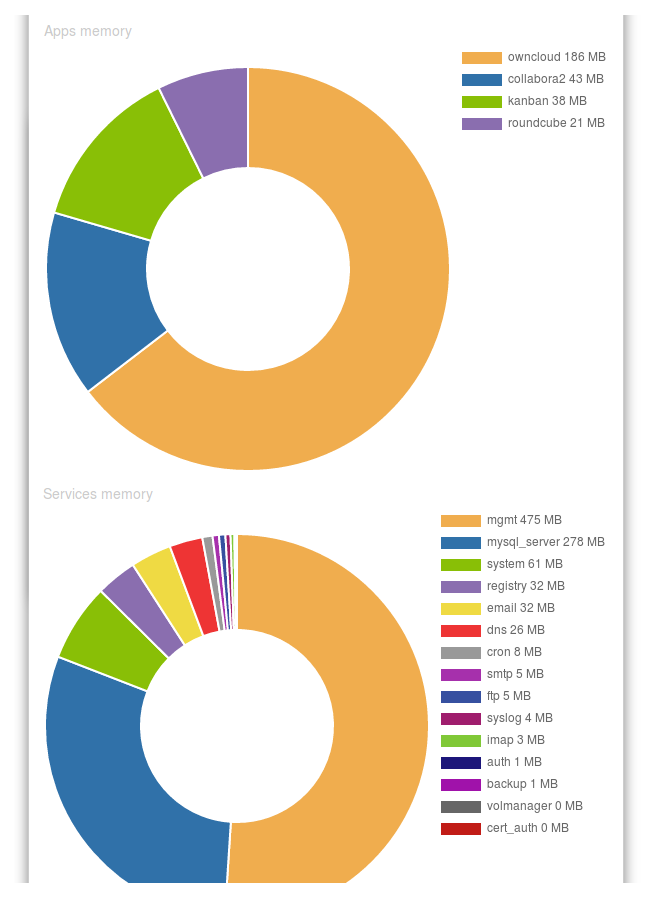 Apps memory
owncloud 186 MB
collabora2 43 MB
kanban 38 MB
roundcube 21 MB
Services memory
mgmt 475 MB
mysql_server 278 MB
system 61 MB
registry 32 MB
email 32 MB
dns 26 MB
cron 8 MB
smtp 5 MB
ftp 5 MB
syslog 4 MB
imap 3 MB
auth 1 MB
backup 1 MB
volmanager 0 MB
cert_auth 0 MB